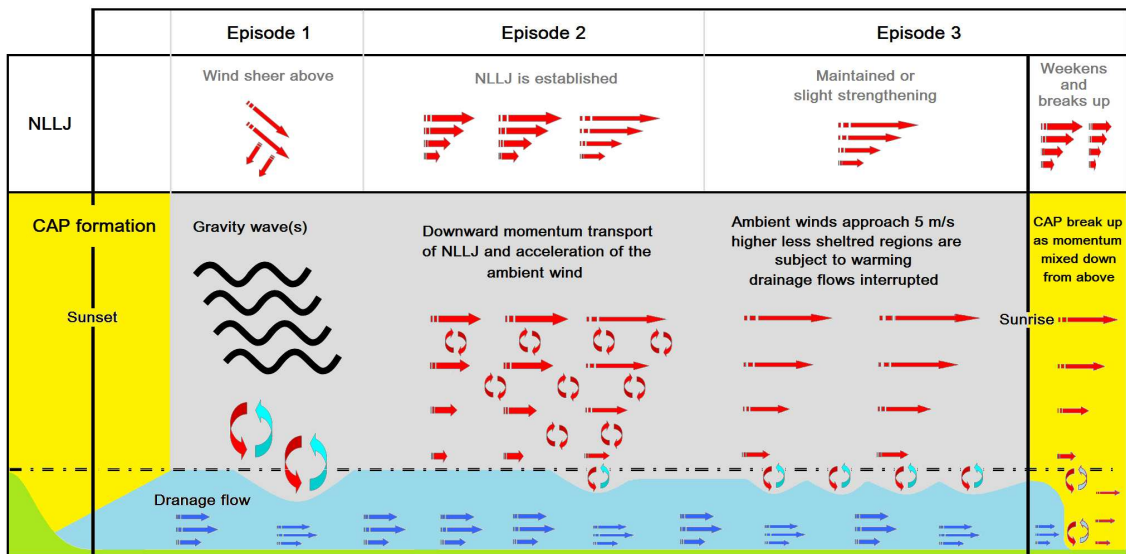 Episode 1
Episode 2
Episode 3
NLLJ
Wind sheer above
NLLJ is established
Maintained or
slight strengthening
Weekens
and
breaks up
CAP formation
Gravity wave(s)
Downward momentum transport
of NLLJ and acceleration of the
ambient wind
Ambient winds approach 5 m/s
higher less sheltred regions are
subject to warming
drainage flows interrupted
CAP break up
as momentum
mixed down
from above
Sunset
Sunrise
Dranage flow